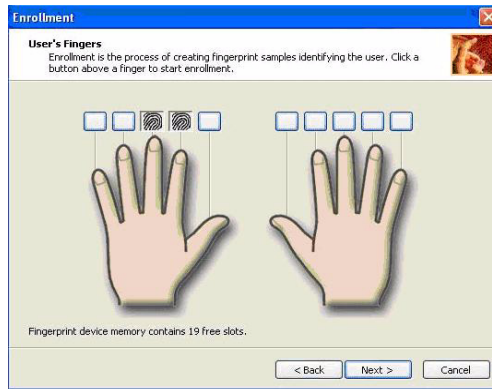 Enrollment
User's Fingers
Enrollment is the process of creating fingerprint samples identifying the user. Click a
button above a finger to start enrollment.
Fingerprint device memory contains 19 free slots.
< Back
Next >
Cancel